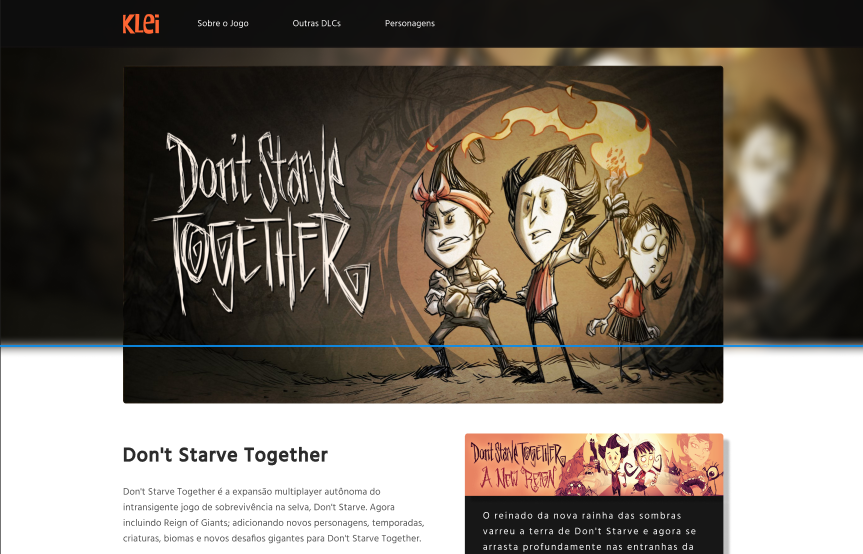 Klei
Sobre o Jogo
Outras DLCs
Personagens
Don't Starve
TOGETHER
Don't Starve Together
Don't Starve Together é a expansão multiplayer autônoma do
intransigente jogo de sobrevivência na selva, Don't Starve. Agora
incluindo Reign of Giants; adicionando novos personagens, temporadas,
criaturas, biomas e novos desafios gigantes para Don't Starve Together.
Don't Starve TOGETHER
A NEW REIGN
O reinado da nova rainha das sombras
varreu a terra de Don't Starve e agora se
arrasta profundamente nas entranhas da